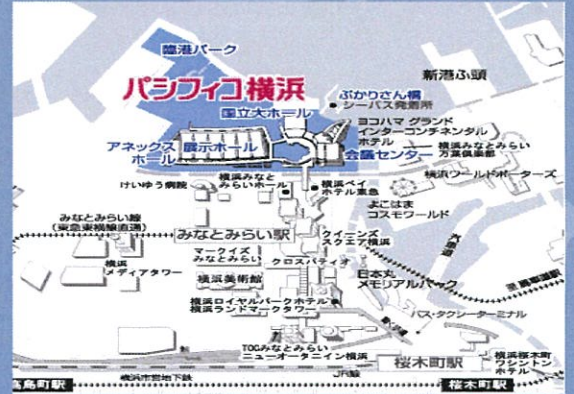 臨港パーク
パシフィコ横浜
新港ふ頭
ぷかりさん橋
シーバス発着所
国立大ホール
ヨコハマ グランド
インターコンチネンタル
ホテル
アネックス
ホール
展示ホール
会議センター
横浜みなとみらい
万葉倶楽部
横浜みなと
みらいホール
けいゆう病院
横浜ベイ
ホテル東急
横浜ワールドポーターズ
よこはま
コスモワールド
みなとみらい線
(東急東横線直通)
みなとみらい駅
クイーンズ
スクエア横浜
大観覧車
マークイズ
みなとみらい
クロスパティオ
横浜
メディアタワー
横浜美術館
日本丸
メモリアルパーク
至 馬車道駅
横浜ロイヤルパークホテル
横浜ランドマークタワー
動く歩道
バス・タクシーターミナル
TOCみなとみらい
ニューオータニイン横浜
桜木町駅
横浜桜木町
ワシントン
ホテル
JR線
高島町駅
横浜市営地下鉄
桜木町駅